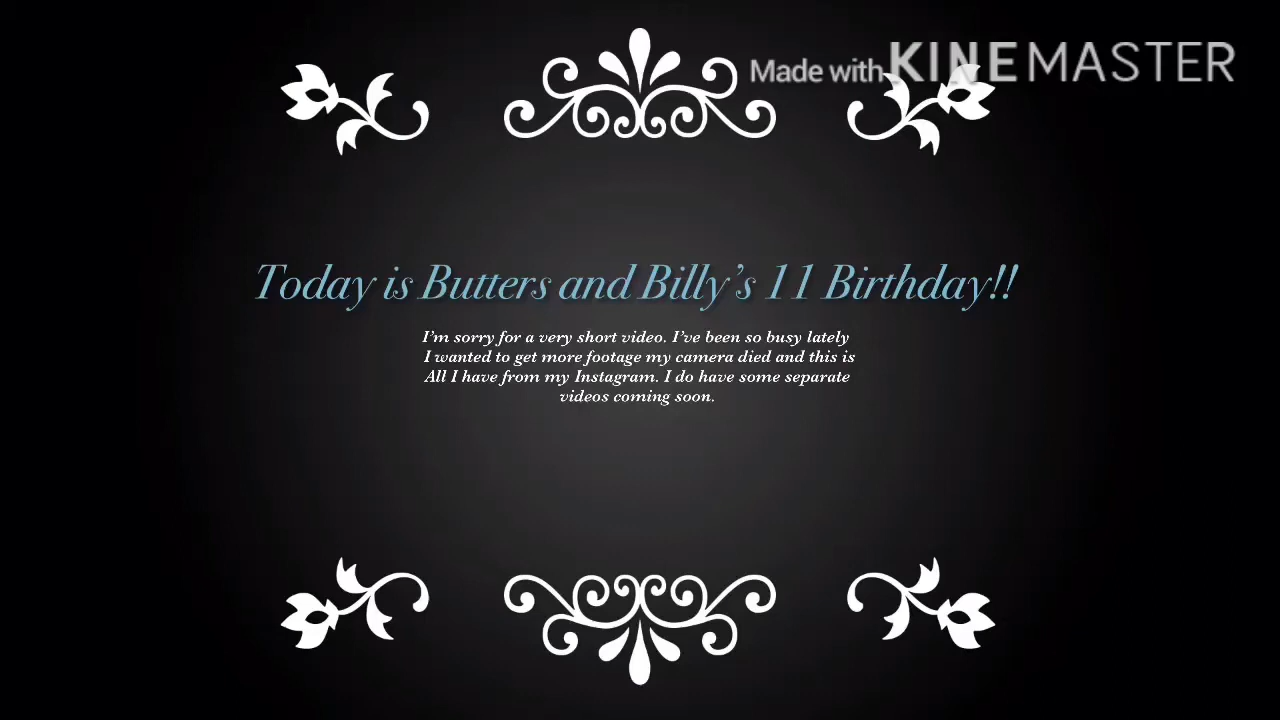 Made with KINEMASTER
Today is Butters and Billy's 11 Birthday!!
I'm sorry for a very short video. I've been so busy lately
I wanted to get more footage my camera died and this is
All I have from my Instagram. I do have some separate
videos coming soon.